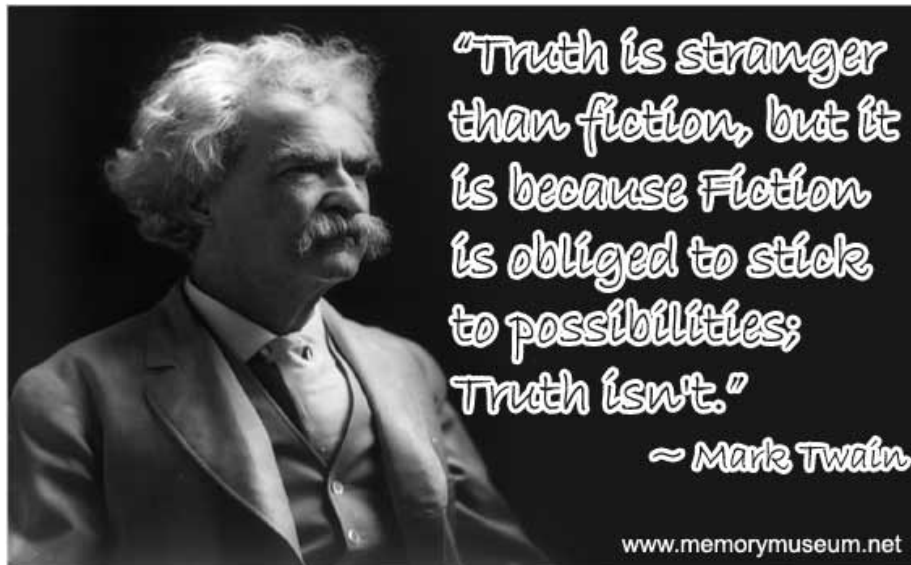 “Truth is stranger
than fiction, but it
is because Fiction
is obliged to stick
to possibilities;
Truth isn't.”
~ Mark Twain
www.memorymuseum.net